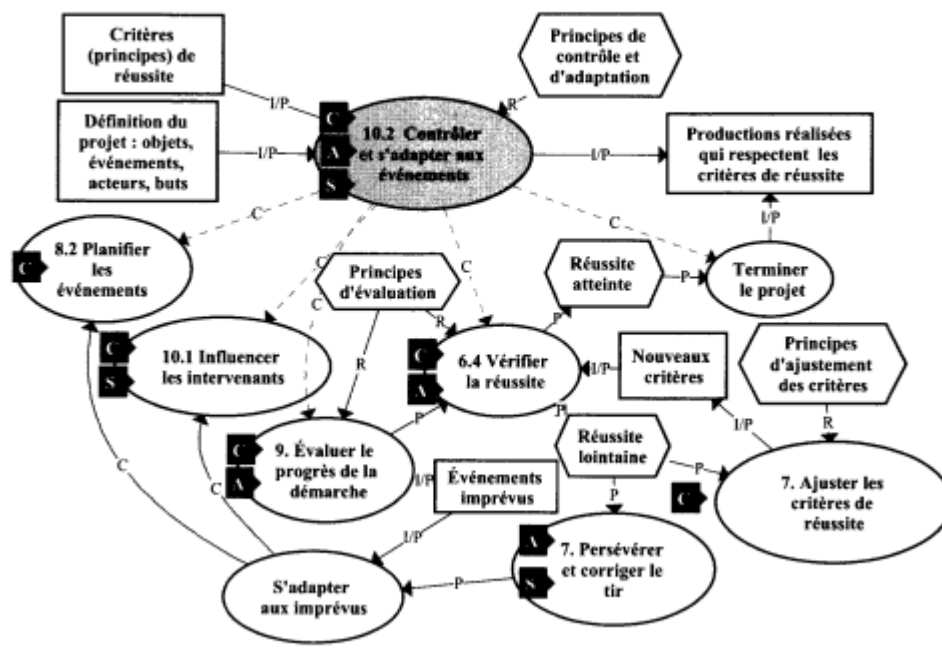 Critères
(principes) de
réussite
Principes de
contrôle et
d'adaptation
I/P
R
Définition du
projet : objets,
événements,
acteurs, buts
I/P
C
A
S
10.2 Contrôler
et s'adapter aux
événements
I/P
Productions réalisées
qui respectent les
critères de réussite
C
C
C
C
C
I/P
8.2 Planifier
les
événements
C
Principes
d'évaluation
Réussite
atteinte
P
Terminer
le projet
R
R
P
C
S
10.1 Influencer
les intervenants
C
A
6.4 Vérifier
la réussite
I/P
Nouveaux
critères
Principes
d'ajustement
des critères
P
P
I/P
R
C
A
9. Évaluer le
progrès de la
démarche
I/P
Événements
imprévus
Réussite
lointaine
P
P
C
7. Ajuster les
critères de
réussite
C
C
I/P
S'adapter
aux imprévus
P
A
S
7. Persévérer
et corriger le
tir